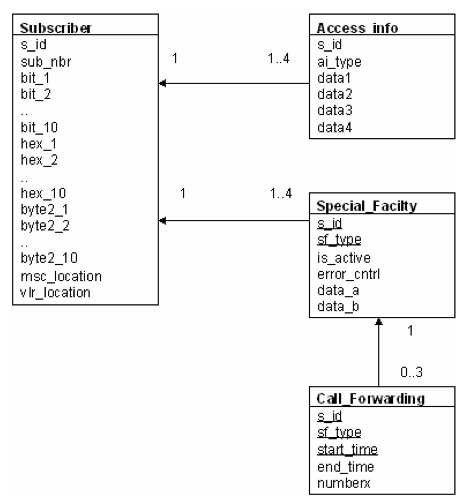 Subscriber
s_id
sub_nbr
bit_1
bit_2
..
bit_10
hex_1
hex_2
..
hex_10
byte2_1
byte2_2
..
byte2_10
msc_location
vlr_location
1
1..4
Access_info
s_id
ai_type
data1
data2
data3
data4
1
1..4
Special_Facilty
s_id
sf_type
is_active
error_cntrl
data_a
data_b
1
0..3
Call_Forwarding
s_id
sf_type
start_time
end_time
numberx